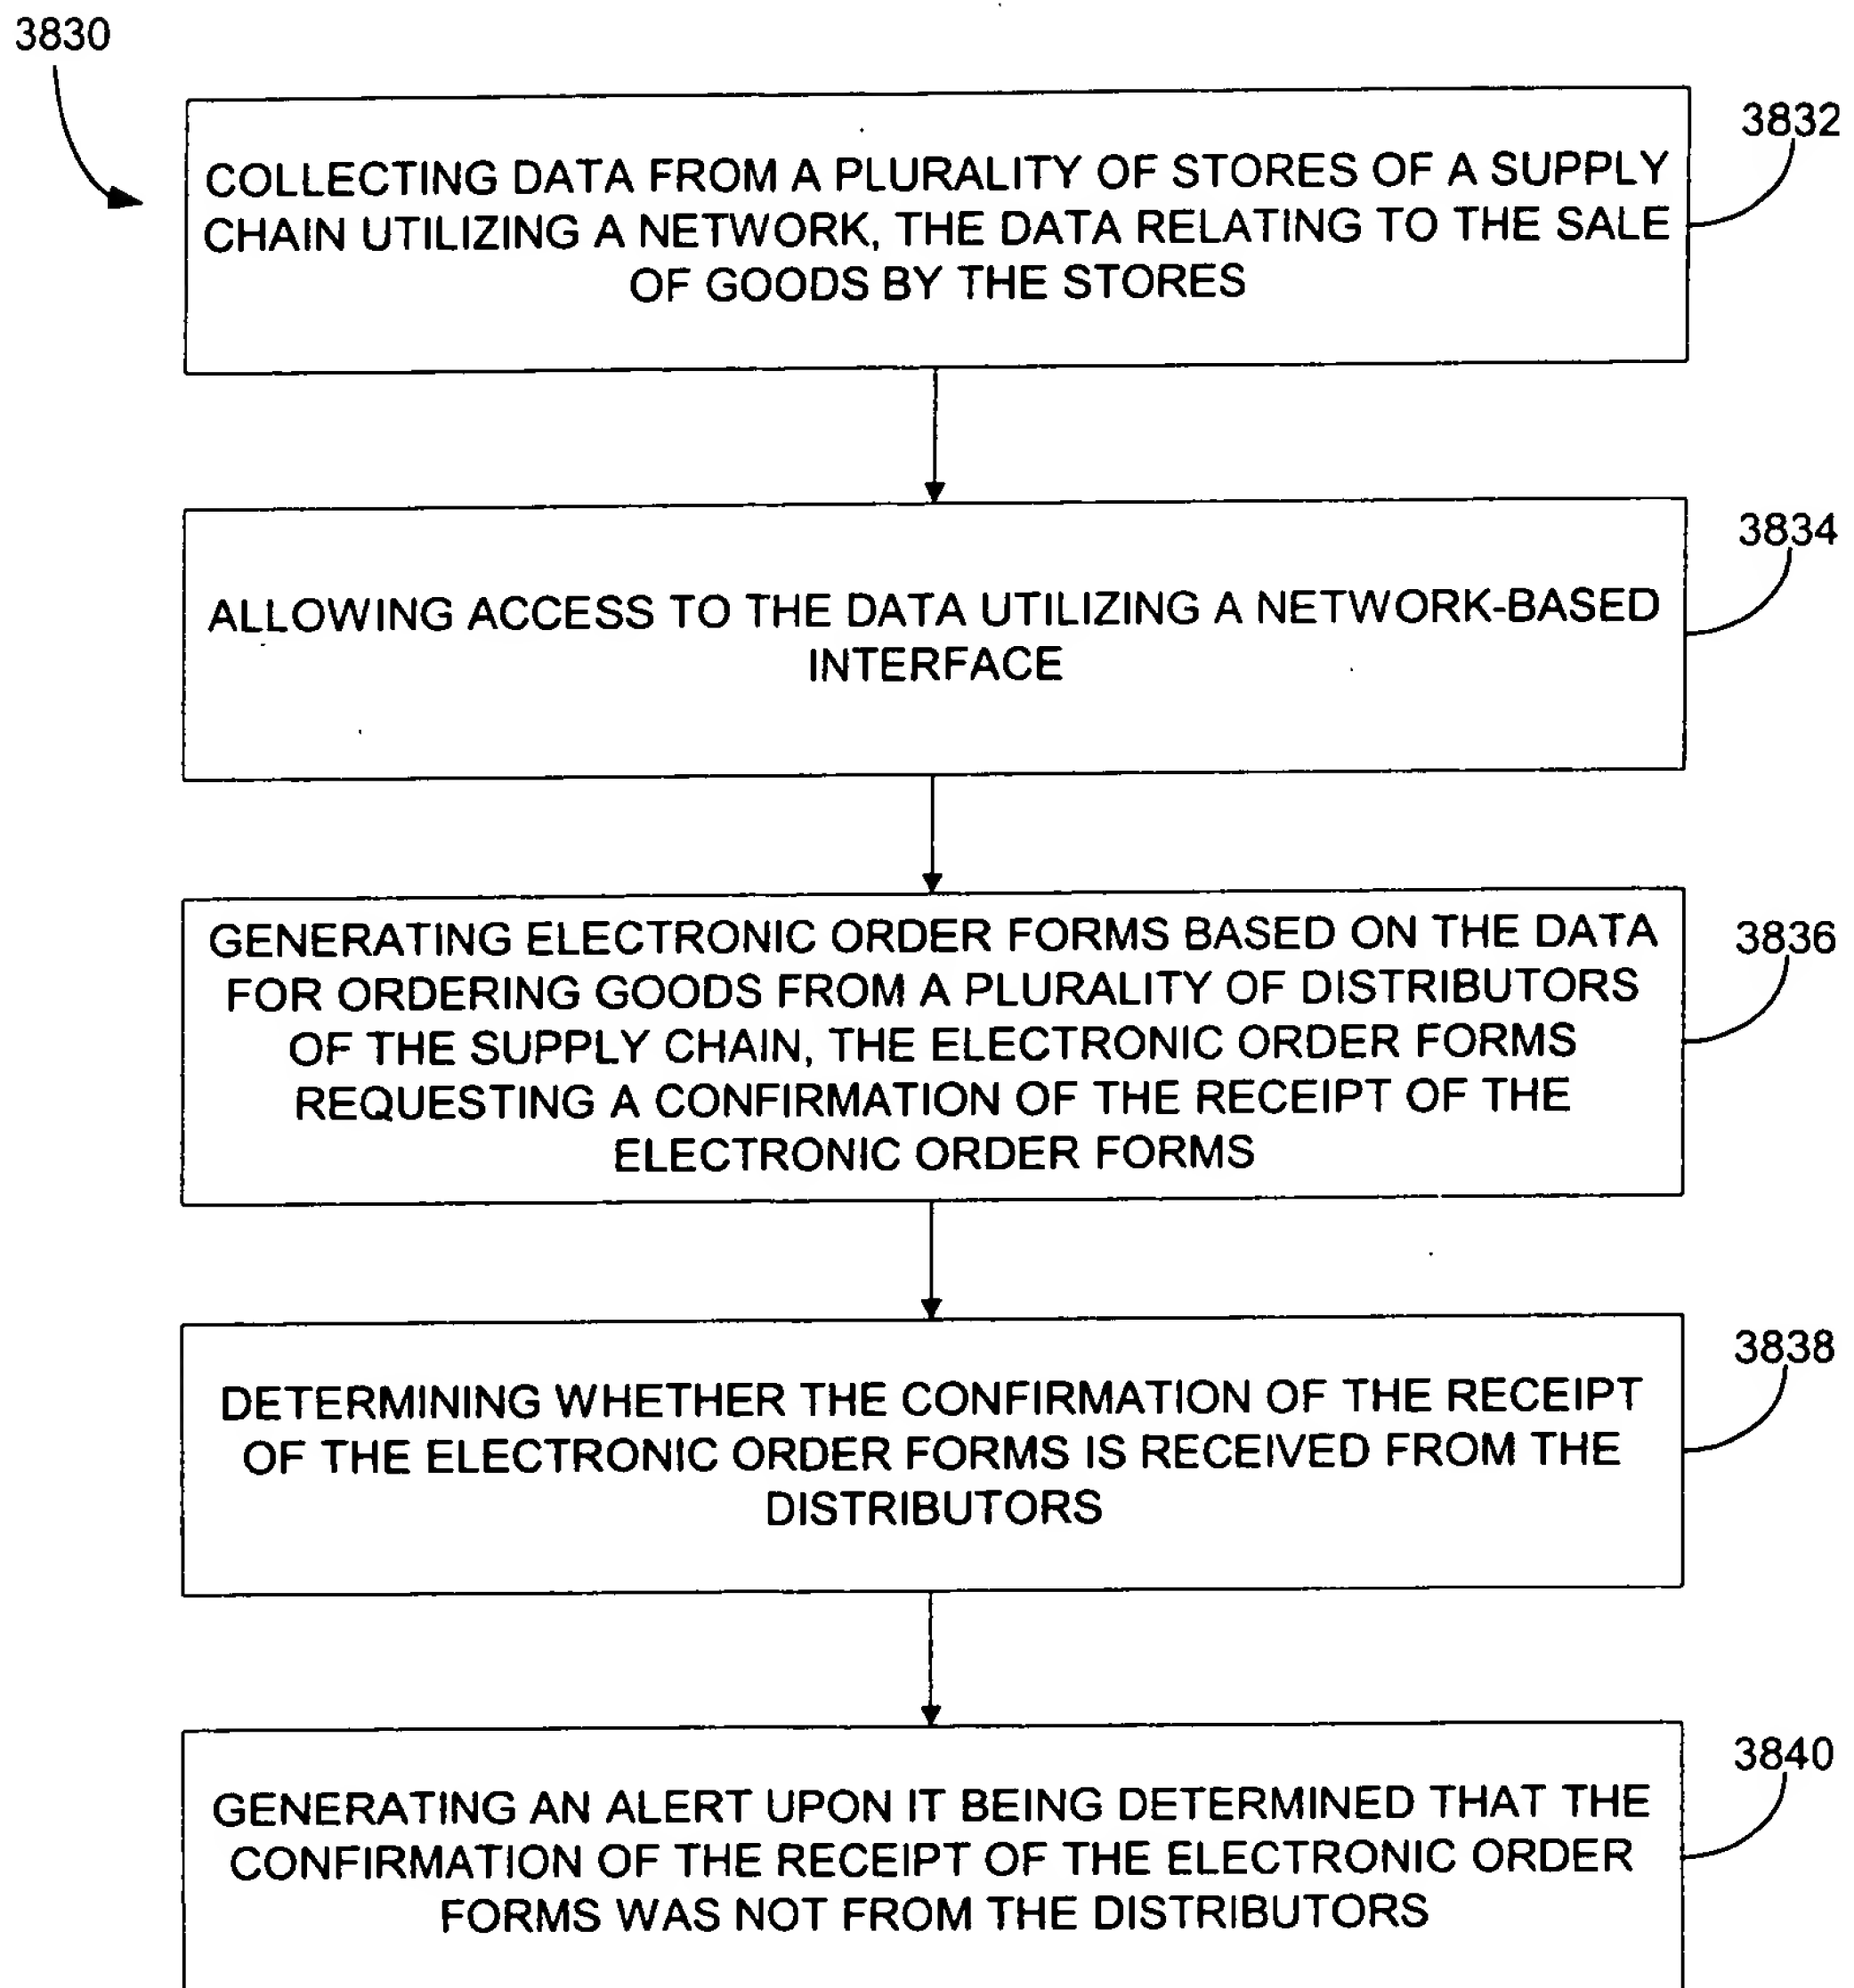 3830
3832
COLLECTING DATA FROM A PLURALITY OF STORES OF A SUPPLY
CHAIN UTILIZING A NETWORK, THE DATA RELATING TO THE SALE
OF GOODS BY THE STORES
3834
ALLOWING ACCESS TO THE DATA UTILIZING A NETWORK-BASED
INTERFACE
3836
GENERATING ELECTRONIC ORDER FORMS BASED ON THE DATA
FOR ORDERING GOODS FROM A PLURALITY OF DISTRIBUTORS
OF THE SUPPLY CHAIN, THE ELECTRONIC ORDER FORMS
REQUESTING A CONFIRMATION OF THE RECEIPT OF THE
ELECTRONIC ORDER FORMS
3838
DETERMINING WHETHER THE CONFIRMATION OF THE RECEIPT
OF THE ELECTRONIC ORDER FORMS IS RECEIVED FROM THE
DISTRIBUTORS
3840
GENERATING AN ALERT UPON IT BEING DETERMINED THAT THE
CONFIRMATION OF THE RECEIPT OF THE ELECTRONIC ORDER
FORMS WAS NOT FROM THE DISTRIBUTORS